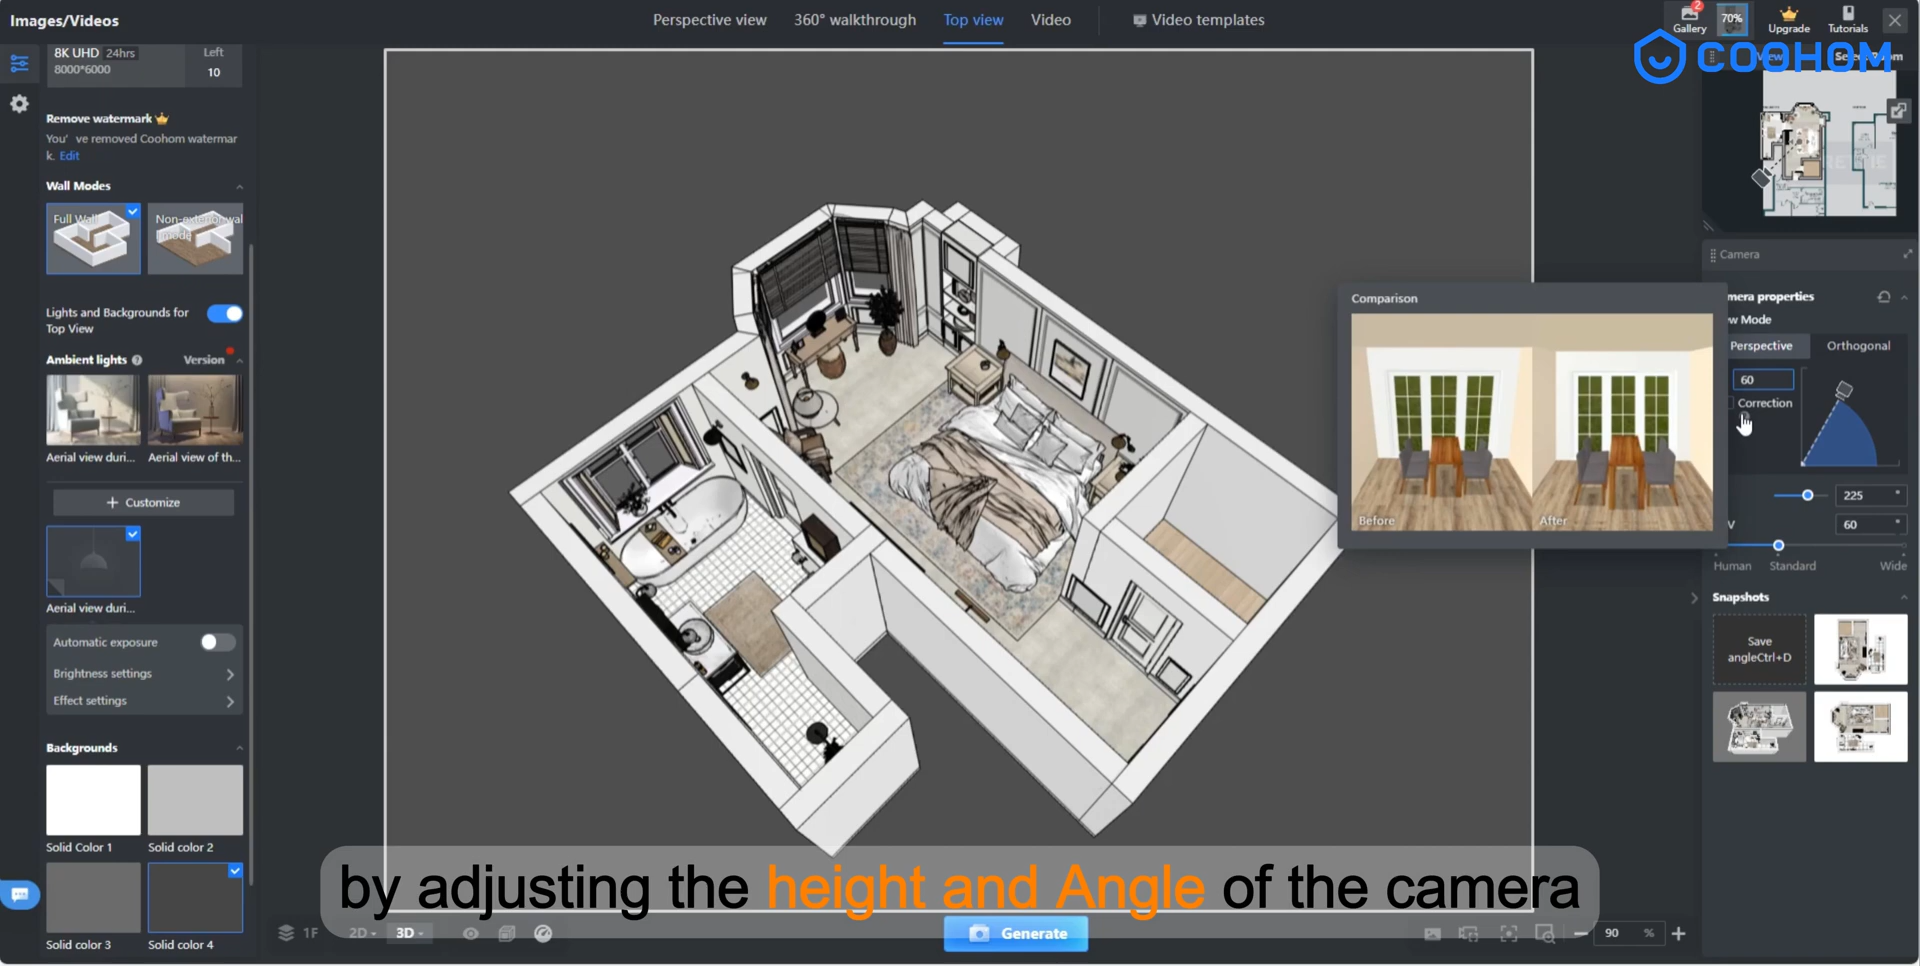 Images/Videos
Perspective view
360° walkthrough
Top view
Video
Video templates
2
Gallery
70%
Upgrade
Tutorials
COOHOM
8K UHD 24hrs
8000*6000
Left
10
Remove watermark
You' ve removed Coohom watermar
k. Edit
Wall Modes
Full Wall
Non-exterior wal
mode
Lights and Backgrounds for
Top View
Ambient lights
Version
Aerial view duri...
Aerial view of th...
+ Customize
Aerial view duri...
Automatic exposure
Brightness settings
Effect settings
Backgrounds
Solid Color 1
Solid color 2
Solid color 3
Solid color 4
Camera
Comparison
Before
After
mera properties
w Mode
Perspective
Orthogonal
60
Correction
225 °
V
60 °
Human
Standard
Wide
Snapshots
Save
angleCtrl+D
by adjusting the height and Angle of the camera
1F
2D
3D
Generate
90 %